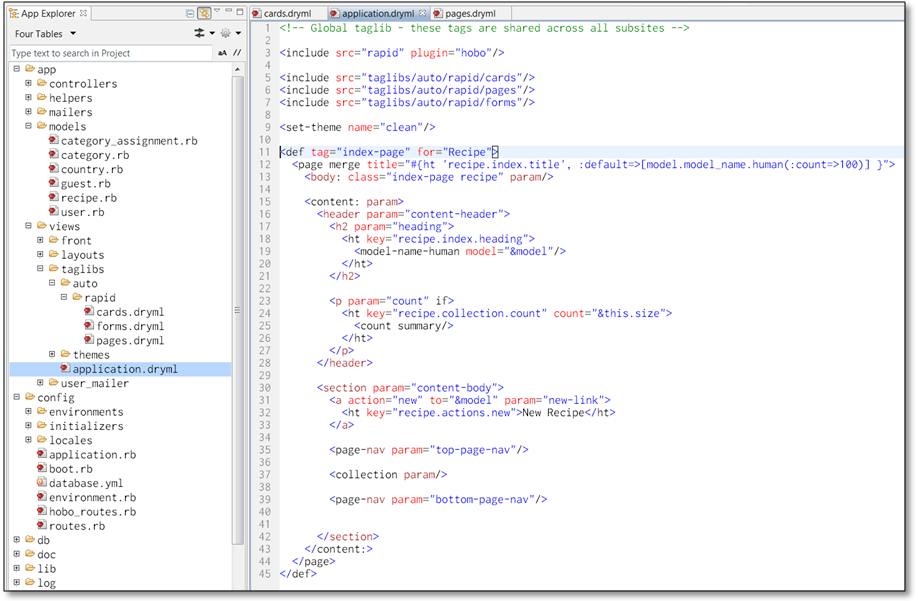 App Explorer
Four Tables
Type text to search in Project
aA //
app
controllers
helpers
mailers
models
category_assignment.rb
category.rb
country.rb
guest.rb
recipe.rb
user.rb
views
front
layouts
taglibs
auto
rapid
cards.dryml
forms.dryml
pages.dryml
themes
application.dryml
user_mailer
config
environments
initializers
locales
application.rb
boot.rb
database.yml
environment.rb
hobo_routes.rb
routes.rb
db
doc
lib
log
cards.dryml application.dryml pages.dryml
1 <!-- Global taglib - these tags are shared across all subsites -->
2
3 <include src="rapid" plugin="hobo"/>
4
5 <include src="taglibs/auto/rapid/cards"/>
6 <include src="taglibs/auto/rapid/pages"/>
7 <include src="taglibs/auto/rapid/forms"/>
8
9 <set-theme name="clean"/>
10
11 <def tag="index-page" for="Recipe">
12 <page merge title="#{ht 'recipe.index.title', :default=>[model.model_name.human(:count=>100)] }">
13 <body: class="index-page recipe" param/>
14
15 <content: param>
16 <header param="content-header">
17 <h2 param="heading">
18 <ht key="recipe.index.heading">
19 <model-name-human model="&model"/>
20 </ht>
21 </h2>
22
23 <p param="count" if>
24 <ht key="recipe.collection.count" count="&this.size">
25 <count summary/>
26 </ht>
27 </p>
28 </header>
29
30 <section param="content-body">
31 <a action="new" to="&model" param="new-link">
32 <ht key="recipe.actions.new">New Recipe</ht>
33 </a>
34
35 <page-nav param="top-page-nav"/>
36
37 <collection param/>
38
39 <page-nav param="bottom-page-nav"/>
40
41
42 </section>
43 </content:>
44 </page>
45 </def>